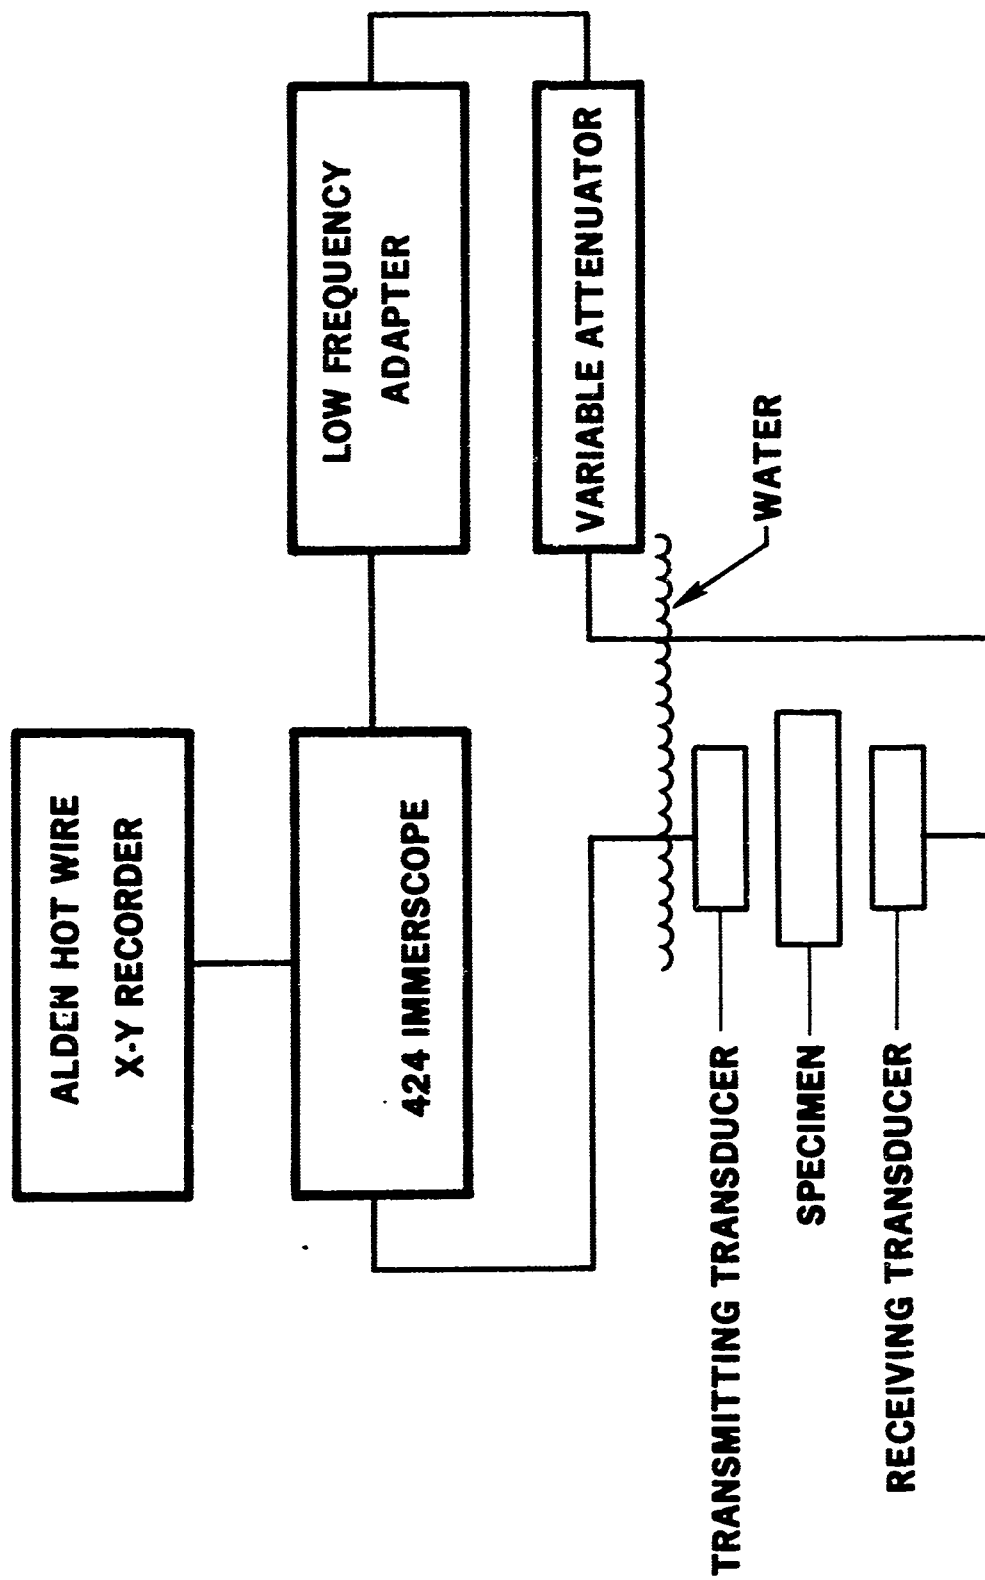 ALDEN HOT WIRE
X-Y RECORDER
424 IMMERSCOPE
LOW FREQUENCY
ADAPTER
VARIABLE ATTENUATOR
WATER
TRANSMITTING TRANSDUCER
SPECIMEN
RECEIVING TRANSDUCER